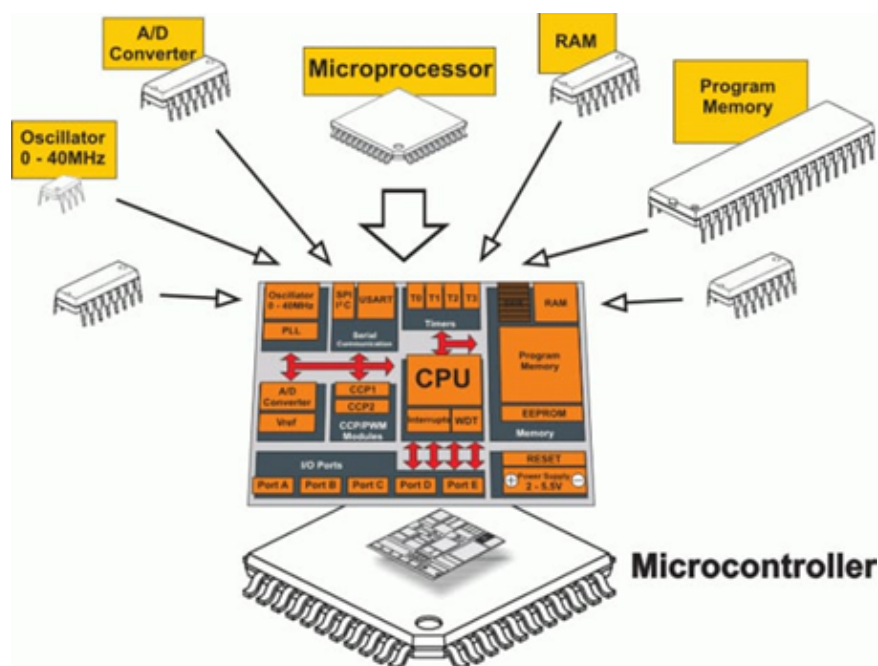 A/D
Converter
Microprocessor
RAM
Program
Memory
Oscillator
0 - 40MHz
Oscillator
0 - 40MHz
PLL
SPI
I²C
USART
Serial
Communication
T0
T1
T2
T3
Timers
RAM
Program
Memory
EEPROM
Memory
A/D
Converter
Vref
CCP1
CCP2
CCP/PWM
Modules
CPU
Interrupts
WDT
I/O Ports
Port A
Port B
Port C
Port D
Port E
RESET
Power Supply
2 - 5.5V
Microcontroller